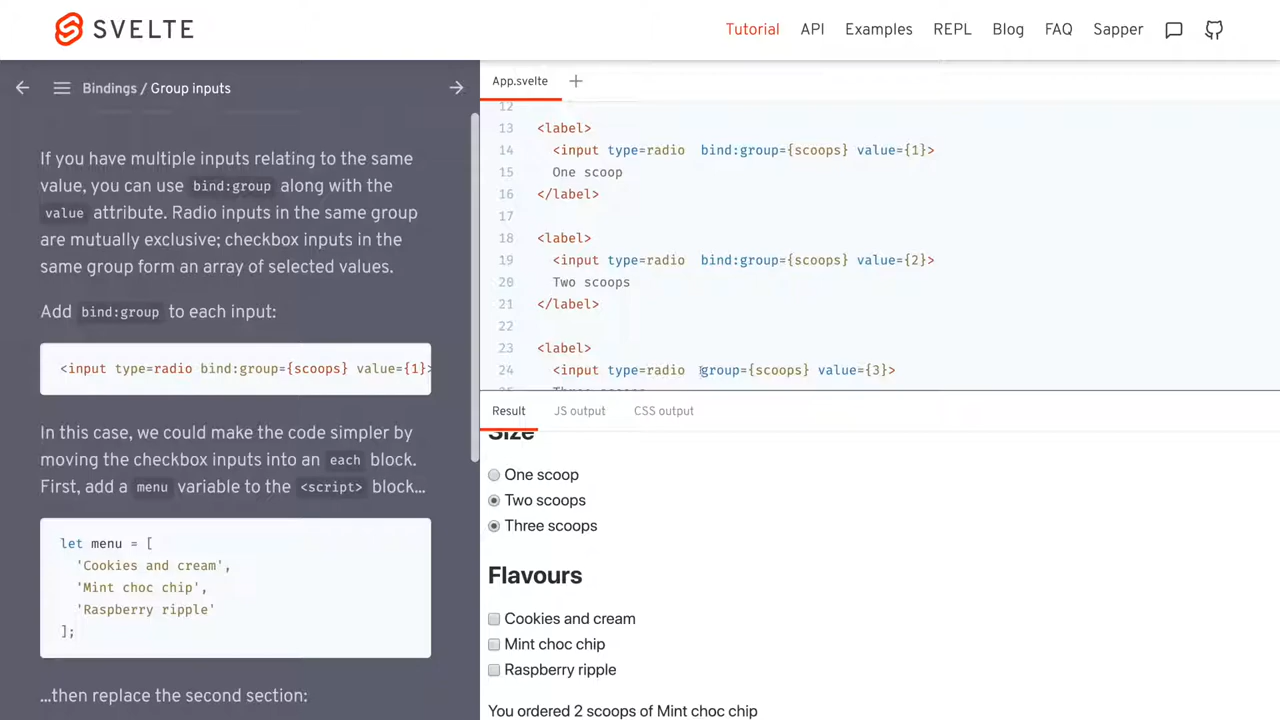 SVELTE
Tutorial API Examples REPL Blog FAQ Sapper
Bindings / Group inputs
If you have multiple inputs relating to the same
value, you can use bind:group along with the
value attribute. Radio inputs in the same group
are mutually exclusive; checkbox inputs in the
same group form an array of selected values.
Add bind:group to each input:
<input type=radio bind:group={scoops} value={1}>
In this case, we could make the code simpler by
moving the checkbox inputs into an each block.
First, add a menu variable to the <script> block...
let menu = [
'Cookies and cream',
'Mint choc chip',
'Raspberry ripple'
];
...then replace the second section:
App.svelte +
12
13 <label>
14 <input type=radio bind:group={scoops} value={1}>
15 One scoop
16 </label>
17
18 <label>
19 <input type=radio bind:group={scoops} value={2}>
20 Two scoops
21 </label>
22
23 <label>
24 <input type=radio group={scoops} value={3}>
Result JS output CSS output
Size
One scoop
Two scoops
Three scoops
Flavours
Cookies and cream
Mint choc chip
Raspberry ripple
You ordered 2 scoops of Mint choc chip